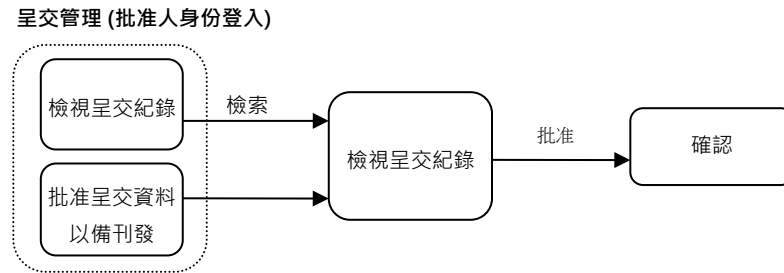 呈交管理 (批准人身份登入)
檢視呈交紀錄
檢索
批准呈交資料
以備刊發
檢視呈交紀錄
批准
確認